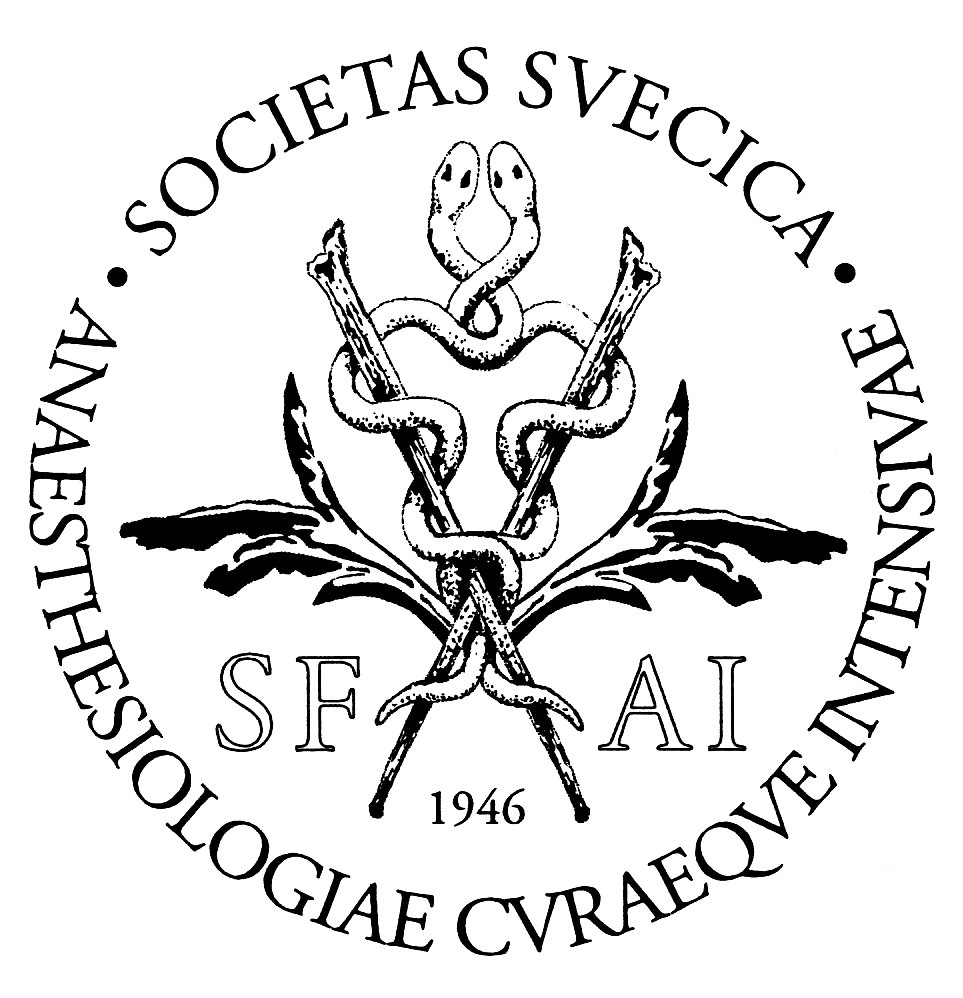 • SOCIETAS SVECICA •
ANAESTHESIOLOGIAE CVRAEQVE INTENSIVAE
SF AI
1946